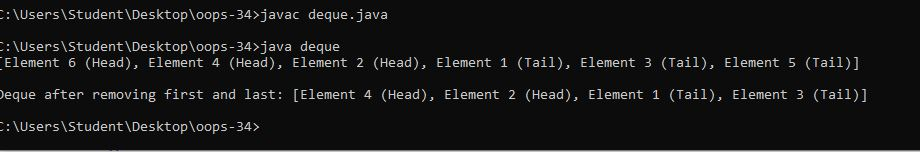 C:\Users\Student\Desktop\oops-34>javac deque.java
C:\Users\Student\Desktop\oops-34>java deque
[Element 6 (Head), Element 4 (Head), Element 2 (Head), Element 1 (Tail), Element 3 (Tail), Element 5 (Tail)]
Deque after removing first and last: [Element 4 (Head), Element 2 (Head), Element 1 (Tail), Element 3 (Tail)]
C:\Users\Student\Desktop\oops-34>